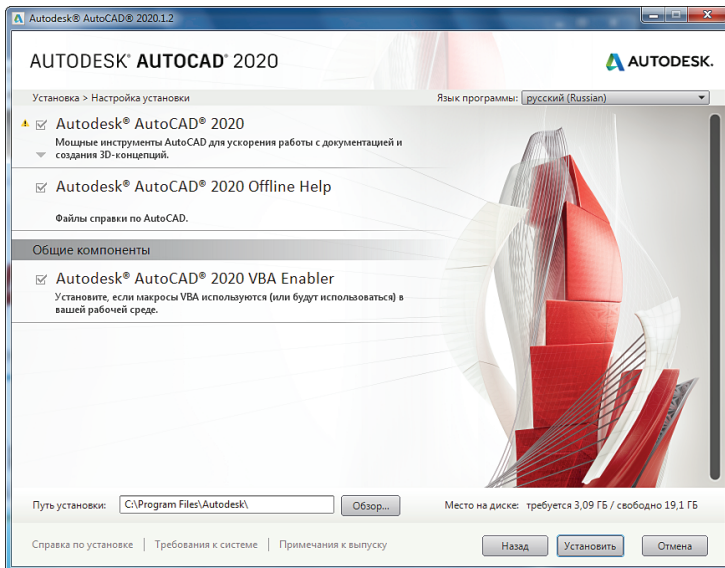 Autodesk® AutoCAD® 2020.1.2
AUTODESK® AUTOCAD® 2020
AUTODESK.
Установка > Настройка установки
Язык программы: русский (Russian)
Autodesk® AutoCAD® 2020
Мощные инструменты AutoCAD для ускорения работы с документацией и
создания 3D-концепций.
Autodesk® AutoCAD® 2020 Offline Help
Файлы справки по AutoCAD.
Общие компоненты
Autodesk® AutoCAD® 2020 VBA Enabler
Установите, если макросы VBA используются (или будут использоваться) в
вашей рабочей среде.
Путь установки: C:\Program Files\Autodesk\ Обзор... Место на диске: требуется 3,09 ГБ / свободно 19,1 ГБ
Справка по установке | Требования к системе | Примечания к выпуску Назад Установить Отмена